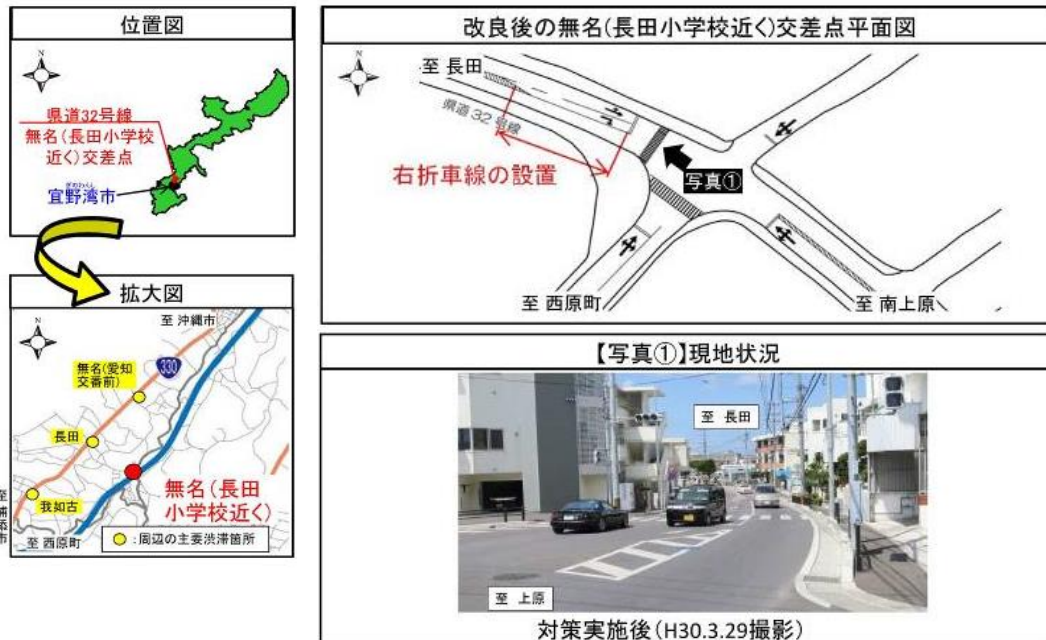 位置図
N
県道32号線
無名(長田小学校
近く)交差点
ぎのわんし
宜野湾市
拡大図
N
至 沖縄市
無名(愛知
交番前)
330
長田
我如古
無名(長田
小学校近く)
至 浦添市
至 西原町
:周辺の主要渋滞箇所
改良後の無名(長田小学校近く)交差点平面図
N
至 長田
県道 32 号線
右折車線の設置
写真①
至 西原町
至 南上原
【写真①】現地状況
至 長田
至 上原
対策実施後(H30.3.29撮影)